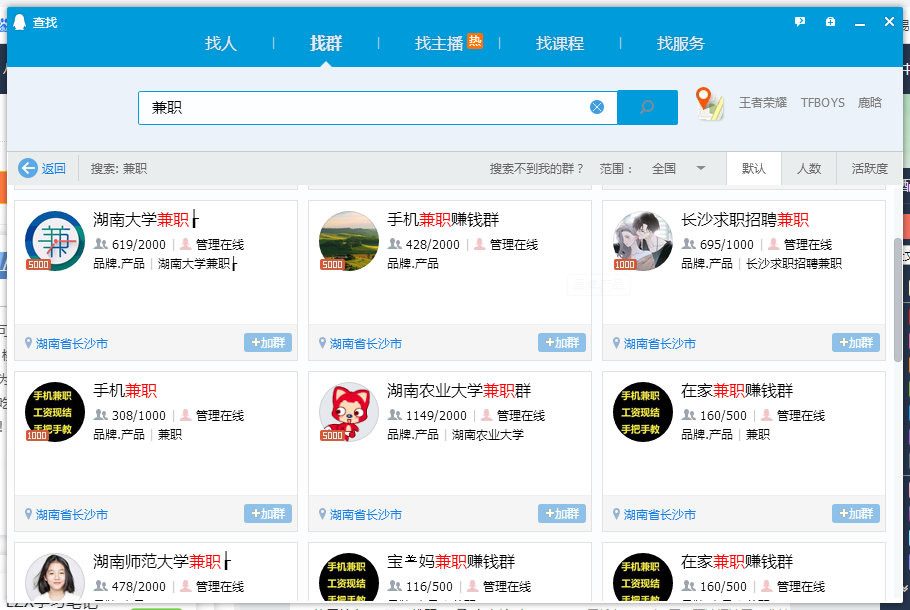 查找
找人 找群 找主播 热 找课程 找服务
兼职 王者荣耀 TFBOYS 鹿晗
返回 搜索: 兼职 搜索不到我的群? 范围: 全国 默认 人数 活跃度
湖南大学兼职
619/2000 管理在线
品牌.产品 湖南大学兼职
5000
湖南省长沙市 +加群
手机兼职赚钱群
428/2000 管理在线
品牌.产品
5000
湖南省长沙市 +加群
长沙求职招聘兼职
695/1000 管理在线
品牌.产品 长沙求职招聘兼职
1000
湖南省长沙市 +加群
手机兼职
工资现结
手把手教
1000
手机兼职
308/1000 管理在线
品牌.产品 兼职
湖南省长沙市 +加群
湖南农业大学兼职群
1149/2000 管理在线
品牌.产品 湖南农业大学
5000
湖南省长沙市 +加群
手机兼职
工资现结
手把手教
在家兼职赚钱群
160/500 管理在线
品牌.产品 兼职
湖南省长沙市 +加群
湖南师范大学兼职
478/2000 管理在线
手机兼职
工资现结
手把手教
宝妈兼职赚钱群
116/500 管理在线
手机兼职
工资现结
手把手教
在家兼职赚钱群
160/500 管理在线